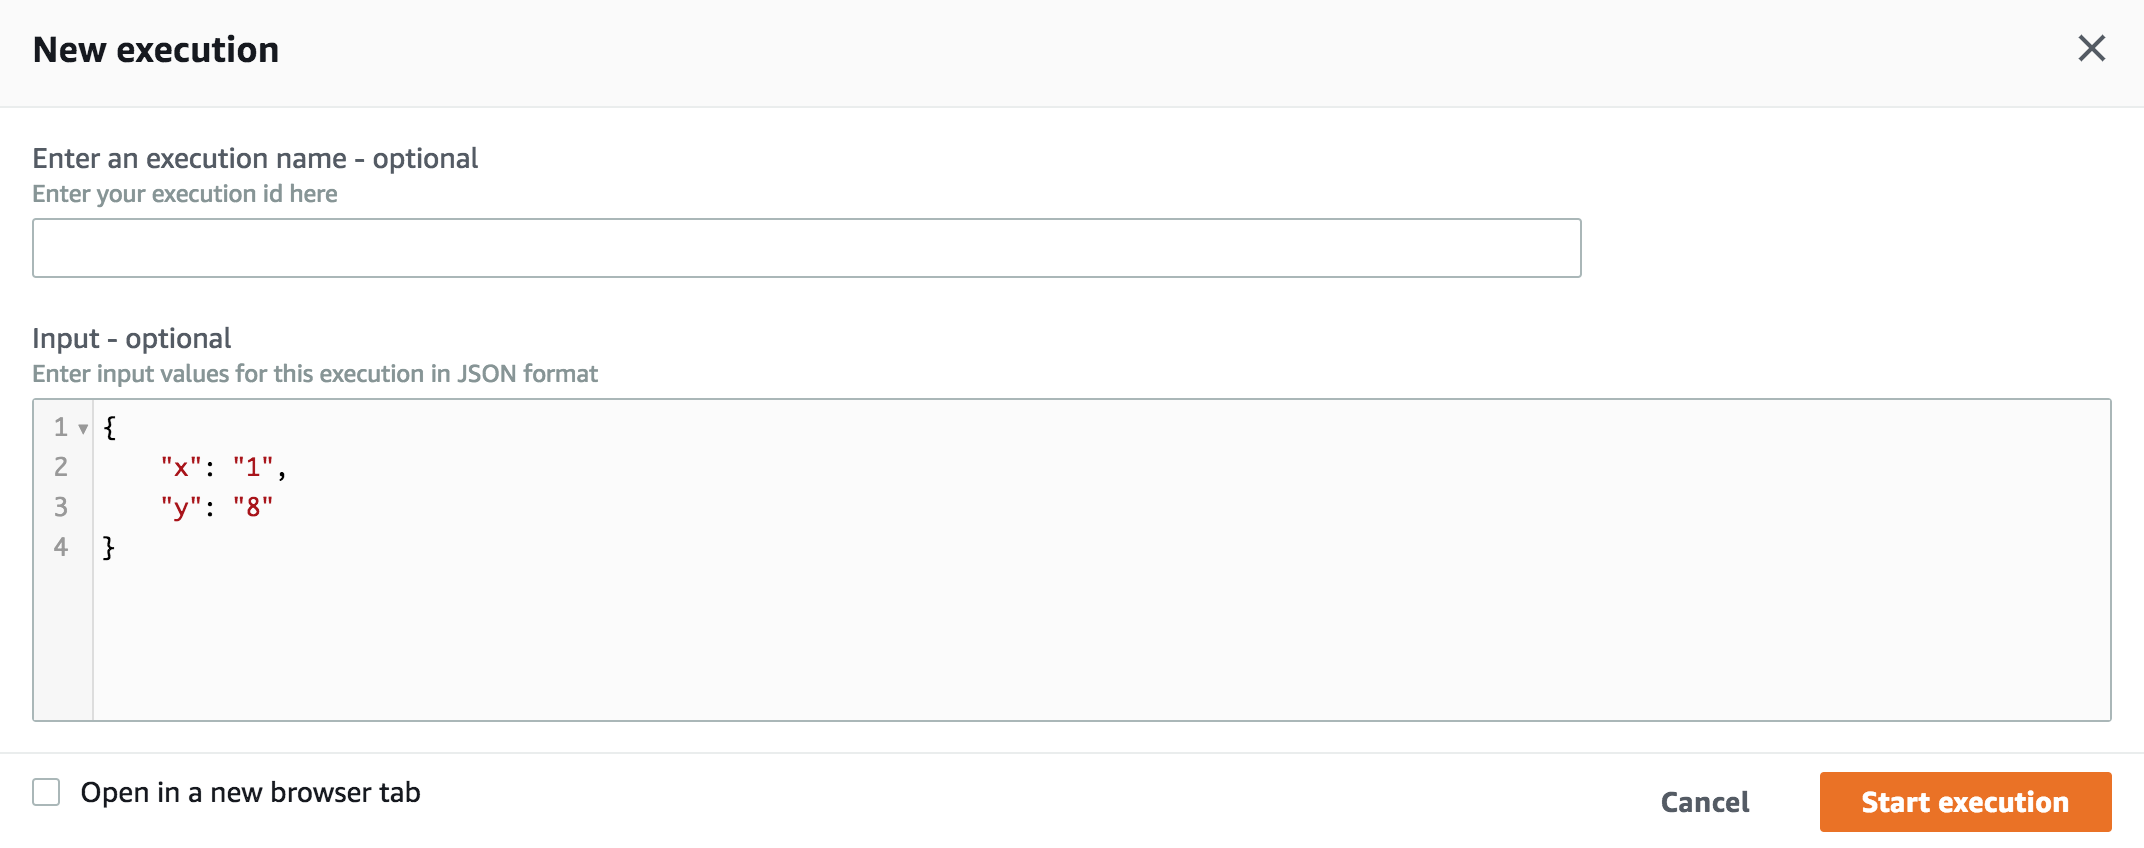 New execution
Enter an execution name - optional
Enter your execution id here
Input - optional
Enter input values for this execution in JSON format
1 {
2     "x": "1",
3     "y": "8"
4 }
Open in a new browser tab
Cancel
Start execution